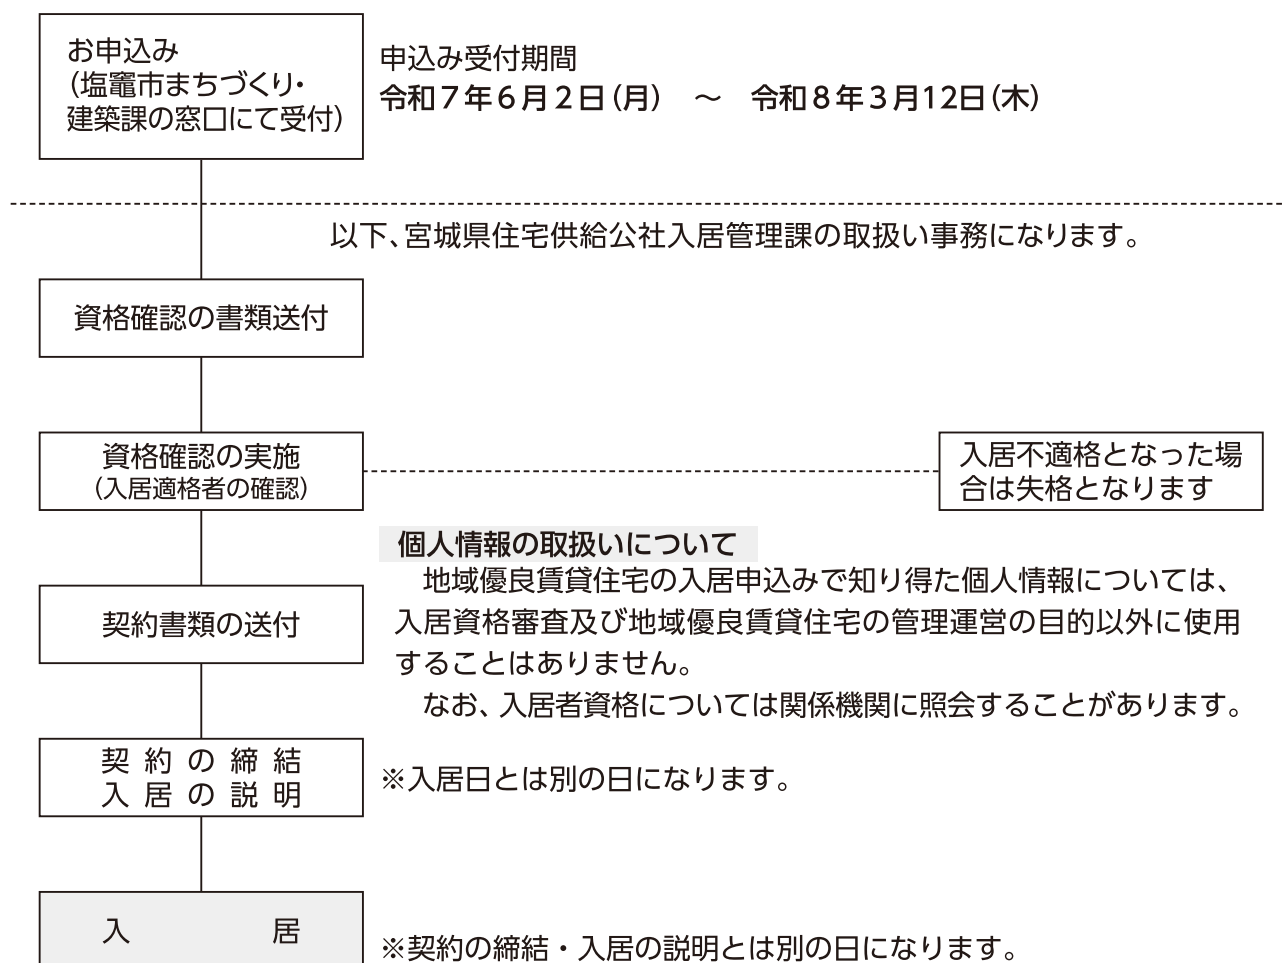 お申込み
（塩竈市まちづくり・
建築課の窓口にて受付）
申込み受付期間
令和７年６月２日（月）　～　令和８年３月12日（木）
以下、宮城県住宅供給公社入居管理課の取扱い事務になります。
資格確認の書類送付
資格確認の実施
（入居適格者の確認）
入居不適格となった場
合は失格となります
個人情報の取扱いについて
　地域優良賃貸住宅の入居申込みで知り得た個人情報については、
入居資格審査及び地域優良賃貸住宅の管理運営の目的以外に使用
することはありません。
　なお、入居者資格については関係機関に照会することがあります。
契約書類の送付
契約の締結
入居の説明
※入居日とは別の日になります。
入　　　　居
※契約の締結・入居の説明とは別の日になります。